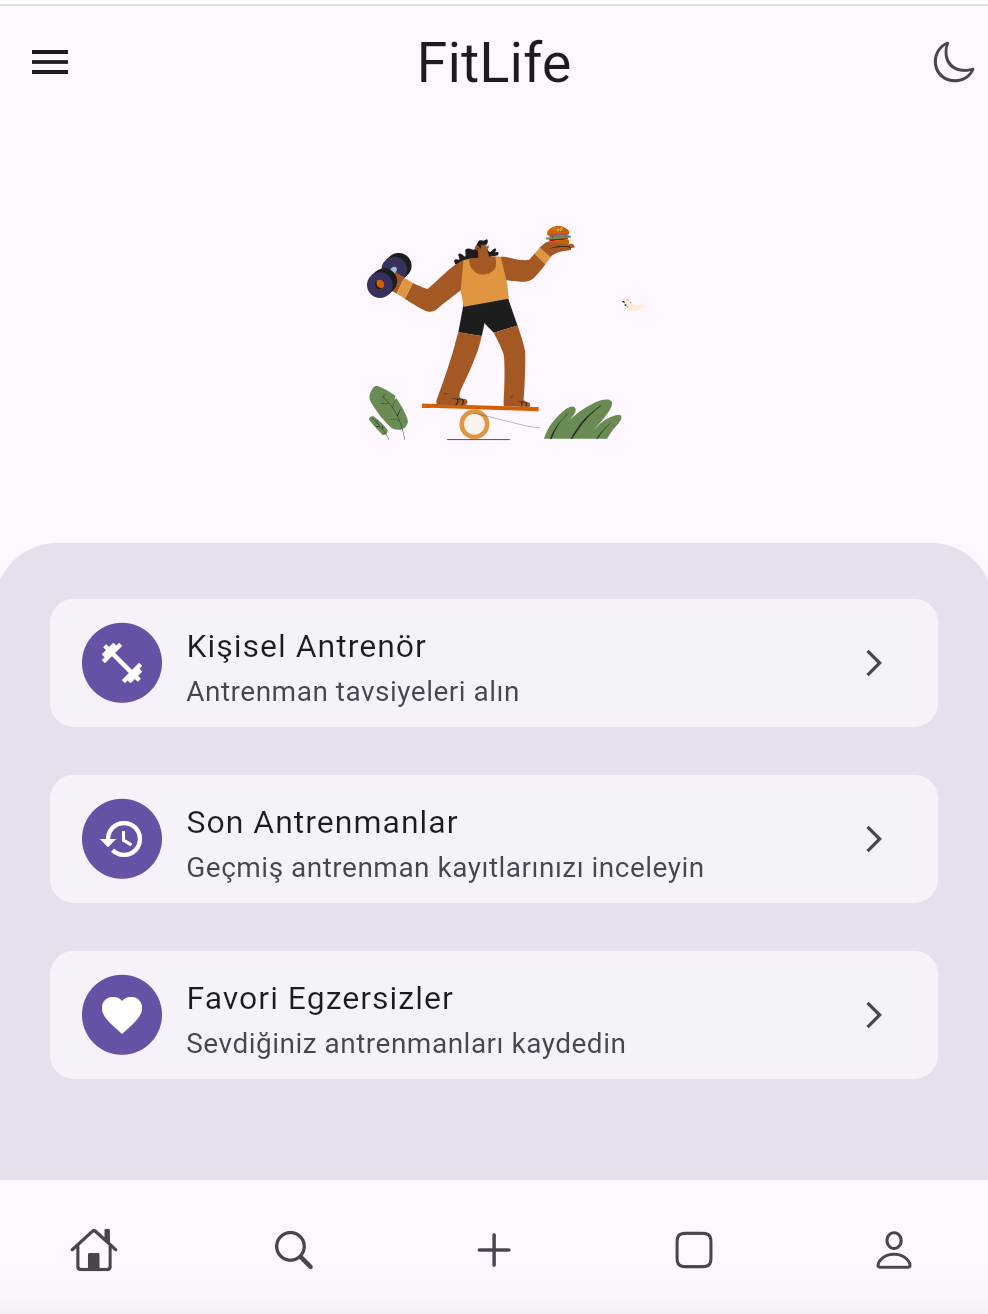 FitLife
Kişisel Antrenör
Antrenman tavsiyeleri alın
Son Antrenmanlar
Geçmiş antrenman kayıtlarınızı inceleyin
Favori Egzersizler
Sevdiğiniz antrenmanları kaydedin